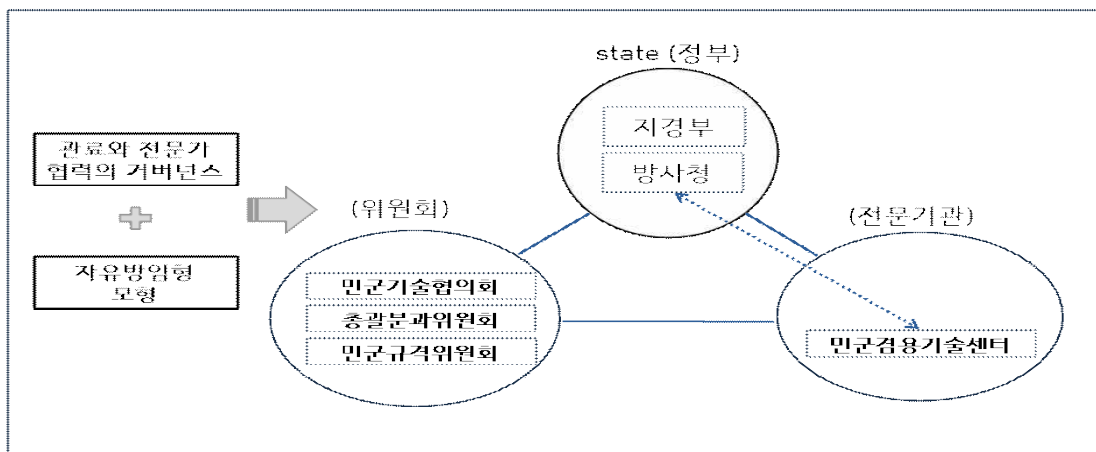 state (정부)
지경부
방사청
관료와 전문가
협력의 거버넌스
자유방임형
모형
(위원회)
민군기술협의회
총괄분과위원회
민군규격위원회
(전문기관)
민군겸용기술센터